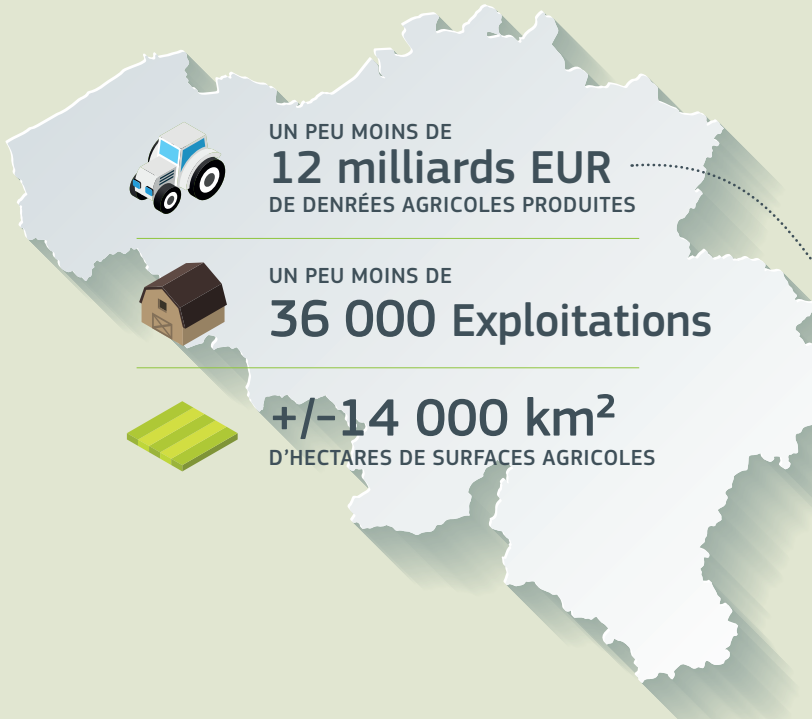 UN PEU MOINS DE
12 milliards EUR
DE DENRÉES AGRICOLES PRODUITES
UN PEU MOINS DE
36 000 Exploitations
+/-14 000 km²
D'HECTARES DE SURFACES AGRICOLES